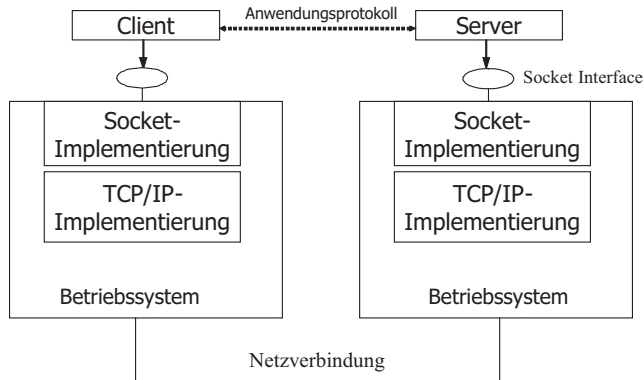 Client
Anwendungsprotokoll
Server
Socket Interface
Socket-
Implementierung
Socket-
Implementierung
TCP/IP-
Implementierung
TCP/IP-
Implementierung
Betriebssystem
Betriebssystem
Netzverbindung